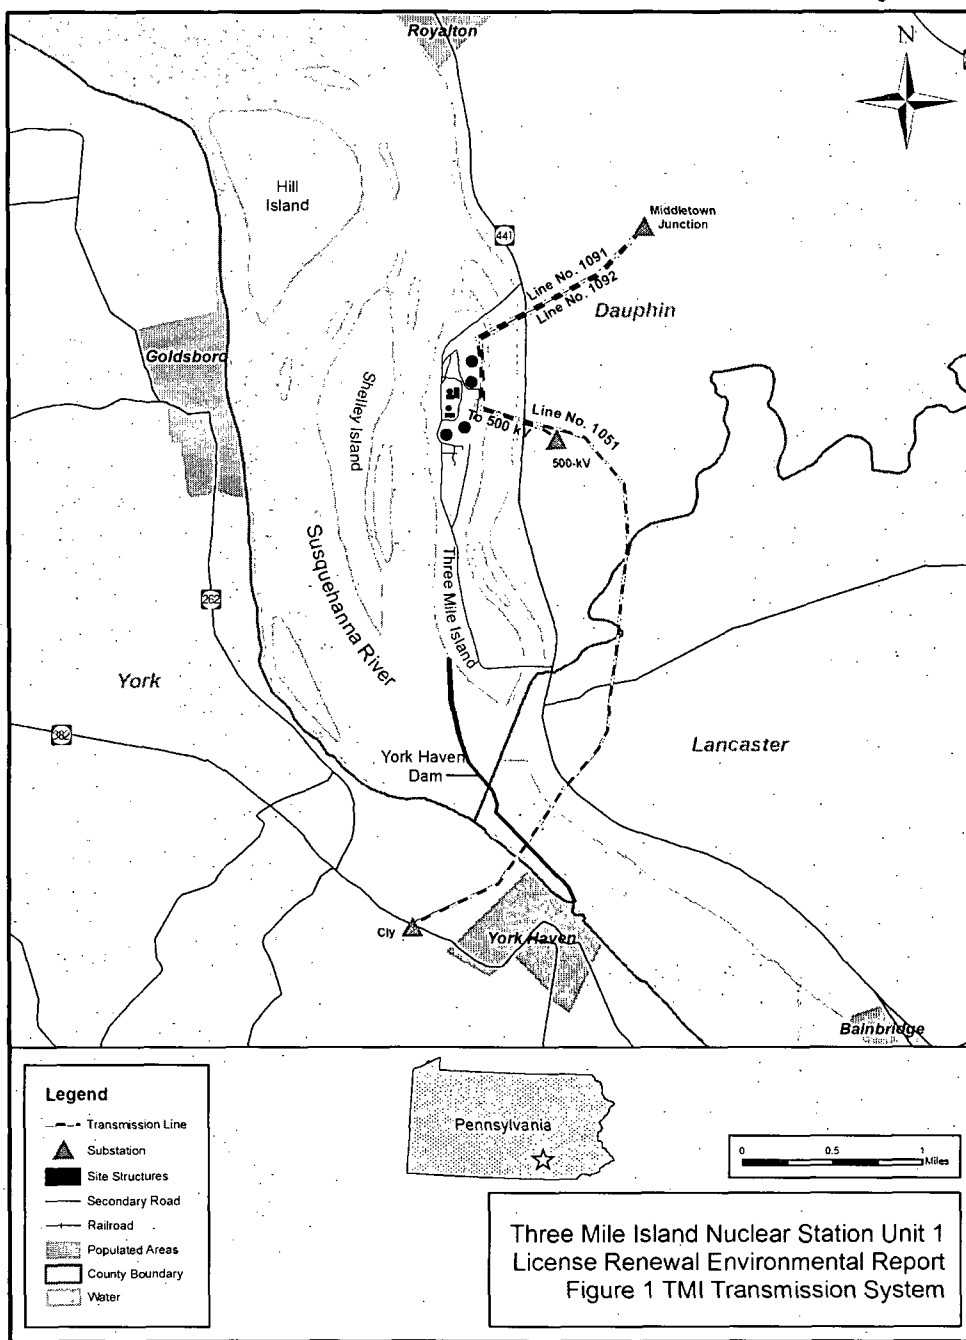 Royalton
N
Hill
Island
Middletown
Junction
441
Line No. 1091
Line No. 1092
Dauphin
Goldsboro
Shelley Island
Line No. 1051
To 500 kV
500-kV
Susquehanna River
Three Mile Island
262
York
382
Lancaster
York Haven
Dam
Cly
York Haven
Bainbridge
Legend
Transmission Line
Substation
Site Structures
Secondary Road
Railroad
Populated Areas
County Boundary
Water
Pennsylvania
0 0.5 1
Miles
Three Mile Island Nuclear Station Unit 1
License Renewal Environmental Report
Figure 1 TMI Transmission System